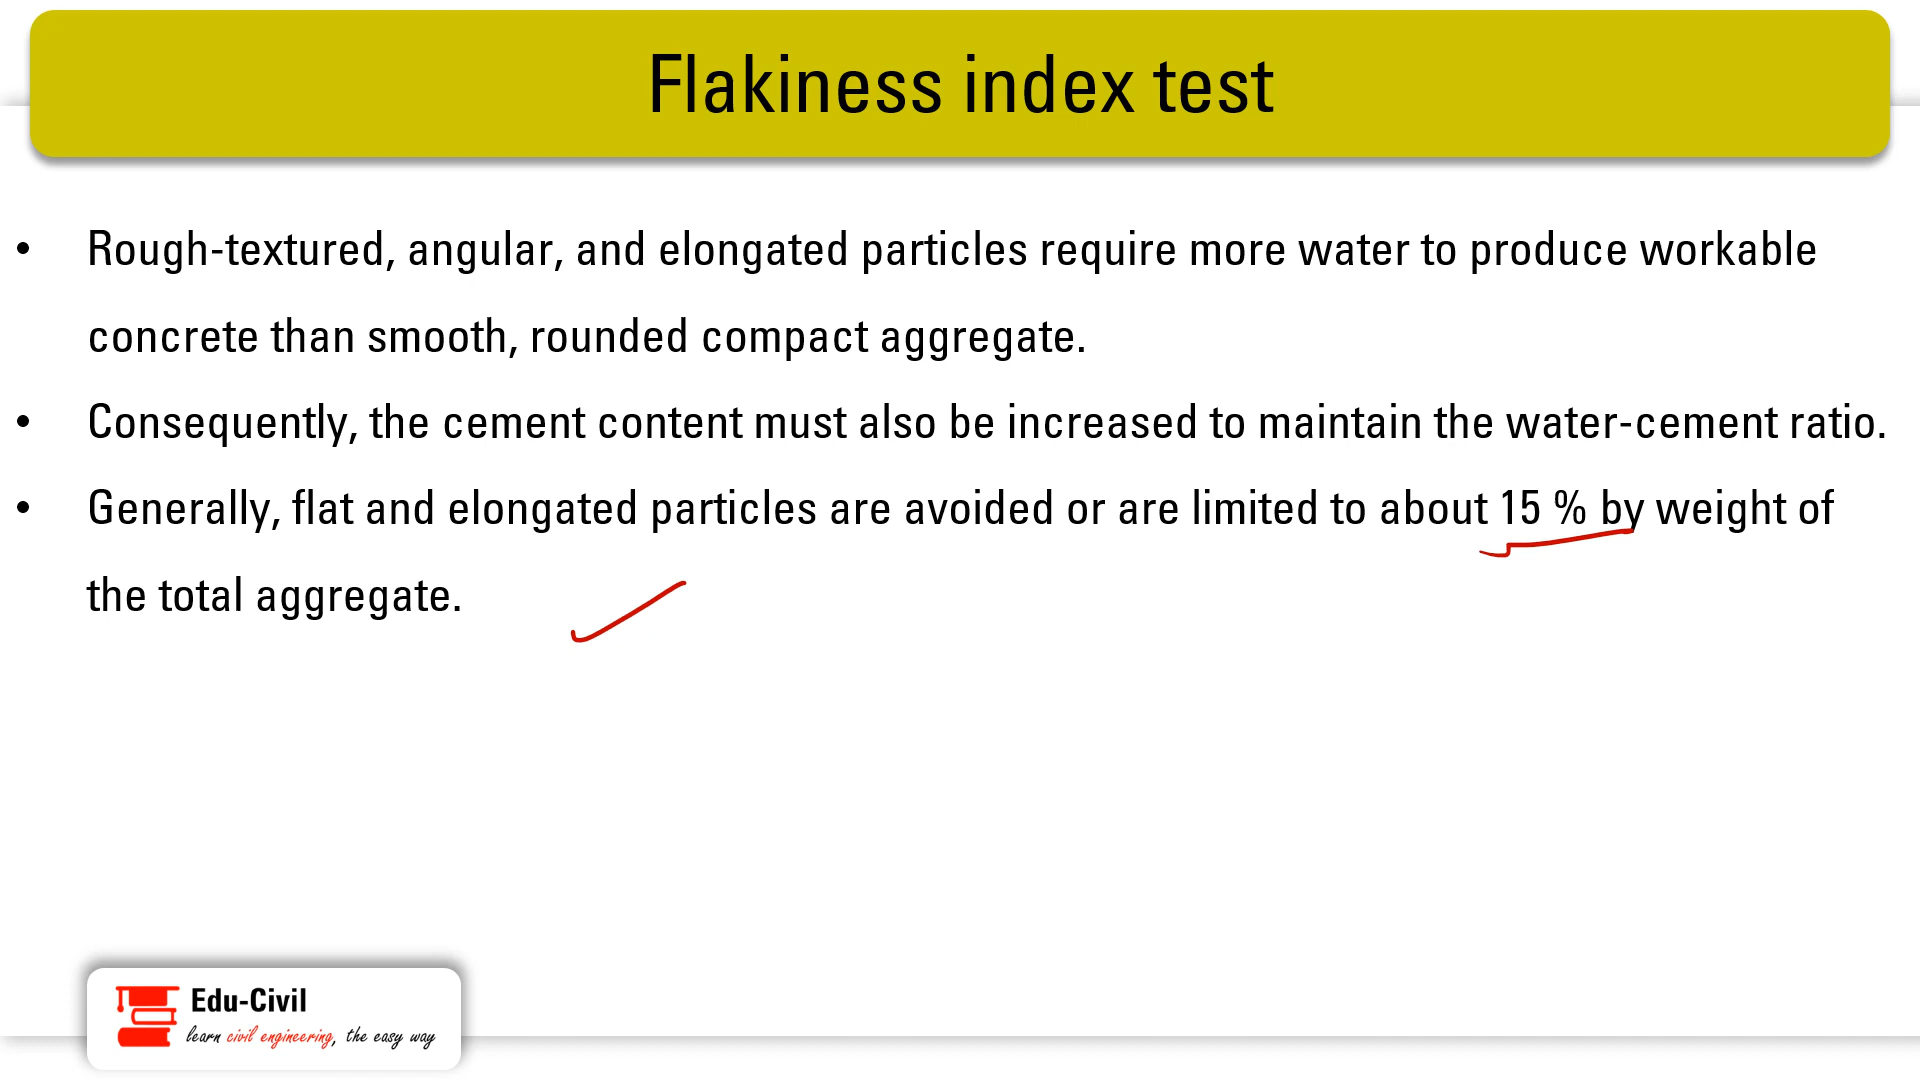 Flakiness index test
• Rough-textured, angular, and elongated particles require more water to produce workable
concrete than smooth, rounded compact aggregate.
• Consequently, the cement content must also be increased to maintain the water-cement ratio.
• Generally, flat and elongated particles are avoided or are limited to about 15 % by weight of
the total aggregate.
Edu-Civil
learn civil engineering, the easy way